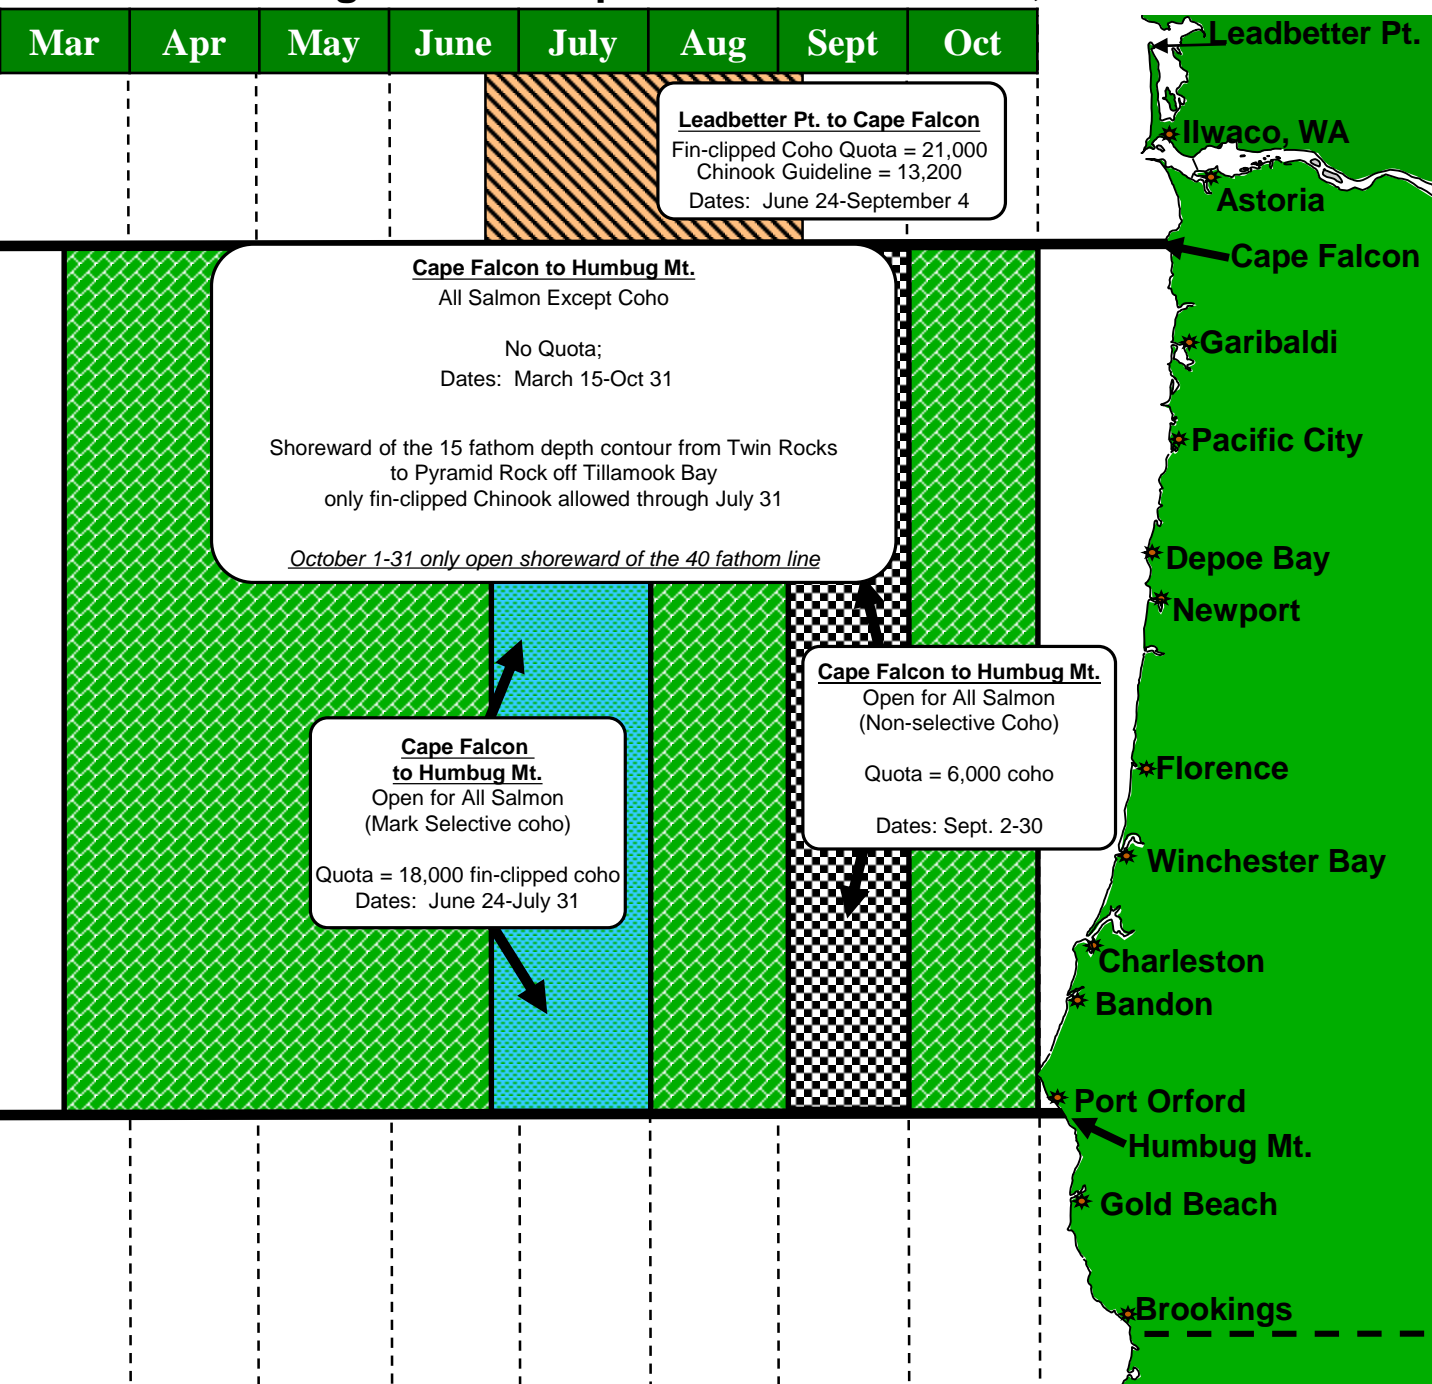 Mar Apr May June July Aug Sept Oct
Leadbetter Pt.
Leadbetter Pt. to Cape Falcon
Fin-clipped Coho Quota = 21,000
Chinook Guideline = 13,200
Dates: June 24-September 4
Ilwaco, WA
Astoria
Cape Falcon
Cape Falcon to Humbug Mt.
All Salmon Except Coho
No Quota;
Dates: March 15-Oct 31
Shoreward of the 15 fathom depth contour from Twin Rocks
to Pyramid Rock off Tillamook Bay
only fin-clipped Chinook allowed through July 31
October 1-31 only open shoreward of the 40 fathom line
Garibaldi
Pacific City
Depoe Bay
Newport
Cape Falcon
to Humbug Mt.
Open for All Salmon
(Mark Selective coho)
Quota = 18,000 fin-clipped coho
Dates: June 24-July 31
Cape Falcon to Humbug Mt.
Open for All Salmon
(Non-selective Coho)
Quota = 6,000 coho
Dates: Sept. 2-30
Florence
Winchester Bay
Charleston
Bandon
Port Orford
Humbug Mt.
Gold Beach
Brookings